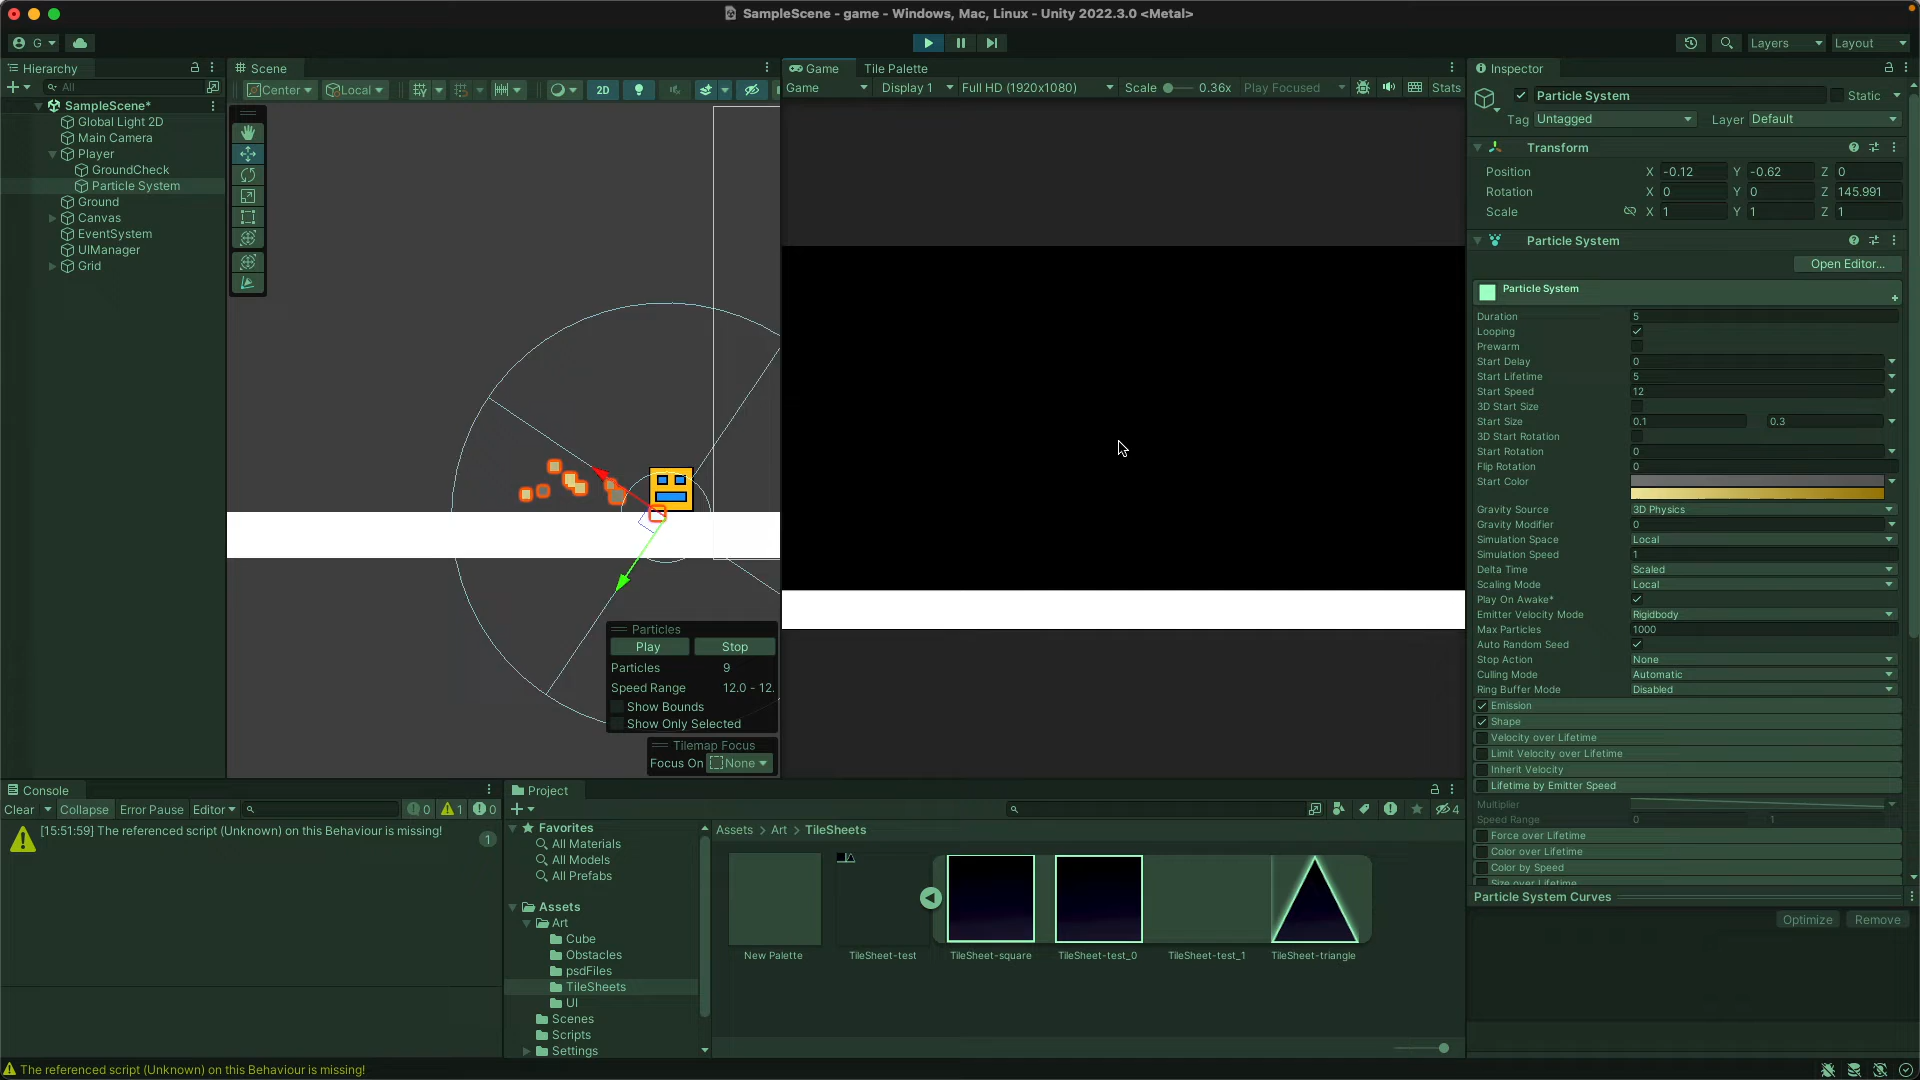 SampleScene - game - Windows, Mac, Linux - Unity 2022.3.0 <Metal>
G
Layers
Layout
Hierarchy
All
SampleScene*
Global Light 2D
Main Camera
Player
GroundCheck
Particle System
Ground
Canvas
EventSystem
UIManager
Grid
Scene
Center
Local
2D
Particles
Play
Stop
Particles 9
Speed Range 12.0 - 12.
Show Bounds
Show Only Selected
Tilemap Focus
Focus On None
Game
Tile Palette
Game
Display 1
Full HD (1920x1080)
Scale 0.36x
Play Focused
Stats
Inspector
Particle System
Static
Tag Untagged
Layer Default
Transform
Position X -0.12 Y -0.62 Z 0
Rotation X 0 Y 0 Z 145.991
Scale X 1 Y 1 Z 1
Particle System
Open Editor...
Particle System
Duration 5
Looping
Prewarm
Start Delay 0
Start Lifetime 5
Start Speed 12
3D Start Size
Start Size 0.1 0.3
3D Start Rotation
Start Rotation 0
Flip Rotation 0
Start Color
Gravity Source 3D Physics
Gravity Modifier 0
Simulation Space Local
Simulation Speed 1
Delta Time Scaled
Scaling Mode Local
Play On Awake*
Emitter Velocity Mode Rigidbody
Max Particles 1000
Auto Random Seed
Stop Action None
Culling Mode Automatic
Ring Buffer Mode Disabled
Emission
Shape
Velocity over Lifetime
Limit Velocity over Lifetime
Inherit Velocity
Lifetime by Emitter Speed
Multiplier
Speed Range 0 1
Force over Lifetime
Color over Lifetime
Color by Speed
Size over Lifetime
Particle System Curves
Optimize
Remove
Console
Clear
Collapse
Error Pause
Editor
0
1
0
[15:51:59] The referenced script (Unknown) on this Behaviour is missing!
1
Project
4
Favorites
All Materials
All Models
All Prefabs
Assets
Art
Cube
Obstacles
psdFiles
TileSheets
UI
Scenes
Scripts
Settings
Assets > Art > TileSheets
New Palette
TileSheet-test
TileSheet-square
TileSheet-test_0
TileSheet-test_1
TileSheet-triangle
The referenced script (Unknown) on this Behaviour is missing!